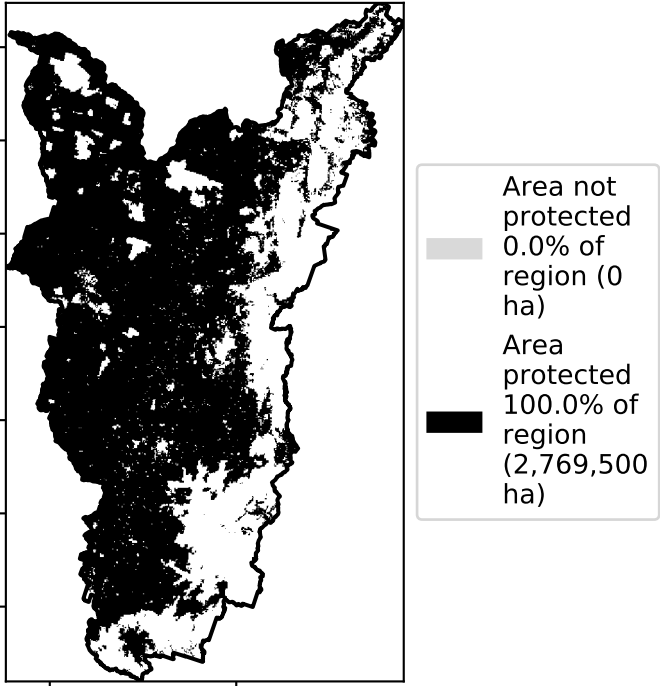 Area not
protected
0.0% of
region (0
ha)
Area
protected
100.0% of
region
(2,769,500
ha)